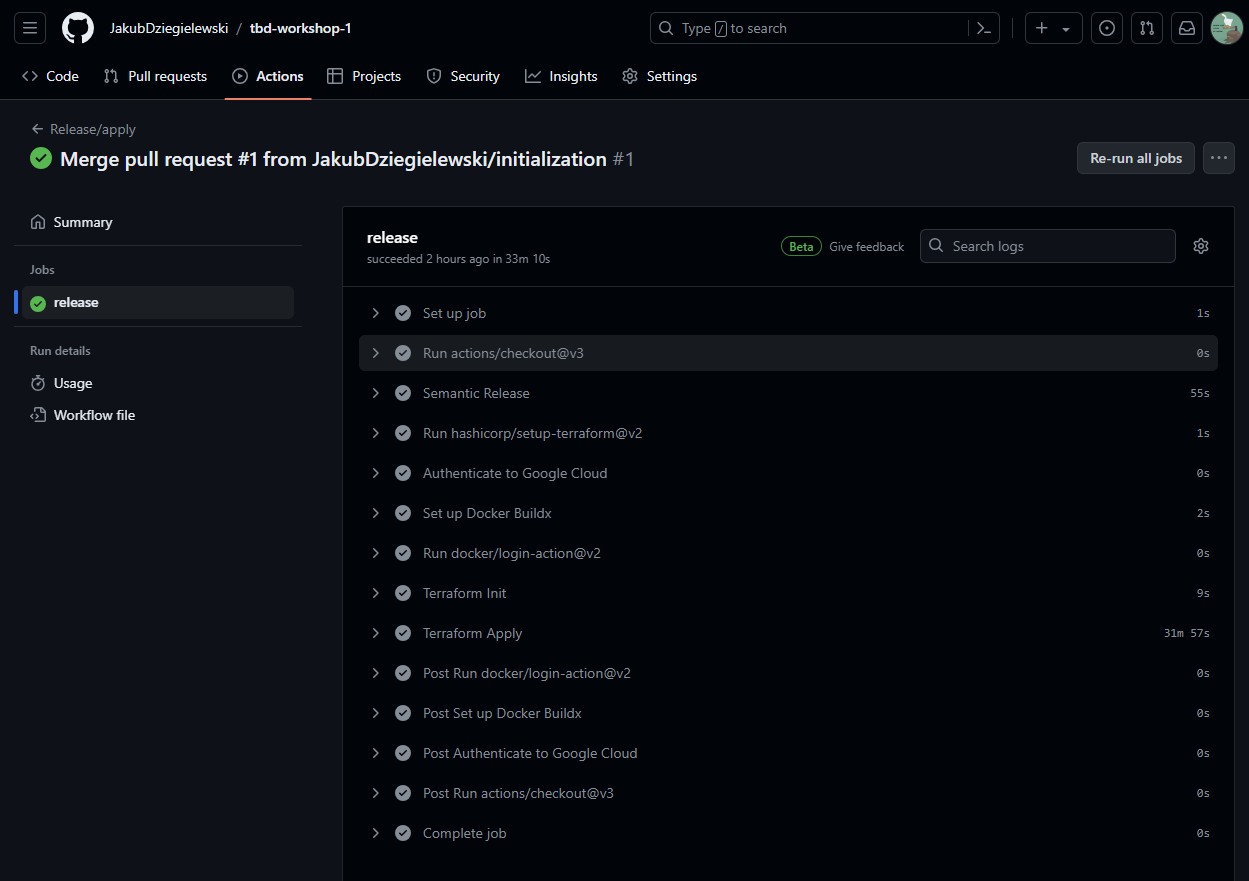 JakubDziegielewski / tbd-workshop-1
Type / to search
Code Pull requests Actions Projects Security Insights Settings
Release/apply
Merge pull request #1 from JakubDziegielewski/initialization #1
Re-run all jobs
Summary
Jobs
release
Run details
Usage
Workflow file
release
succeeded 2 hours ago in 33m 10s
Beta Give feedback
Search logs
Set up job 1s
Run actions/checkout@v3 0s
Semantic Release 55s
Run hashicorp/setup-terraform@v2 1s
Authenticate to Google Cloud 0s
Set up Docker Buildx 2s
Run docker/login-action@v2 0s
Terraform Init 9s
Terraform Apply 31m 57s
Post Run docker/login-action@v2 0s
Post Set up Docker Buildx 0s
Post Authenticate to Google Cloud 0s
Post Run actions/checkout@v3 0s
Complete job 0s